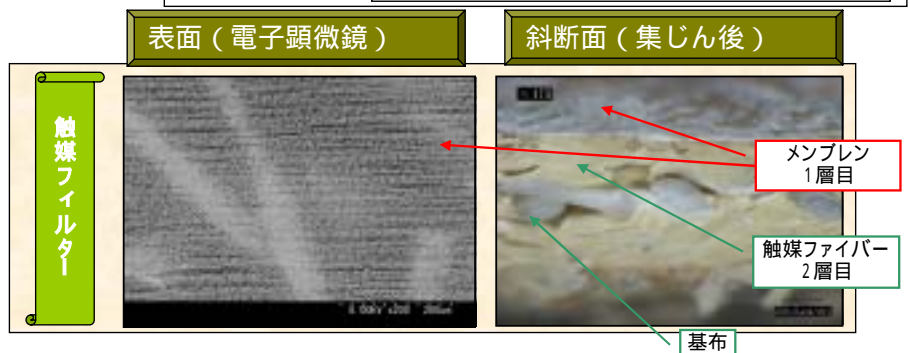 表面(電子顕微鏡)
斜断面(集じん後)
触媒フィルター
メンブレン
1層目
触媒ファイバー
2層目
基布